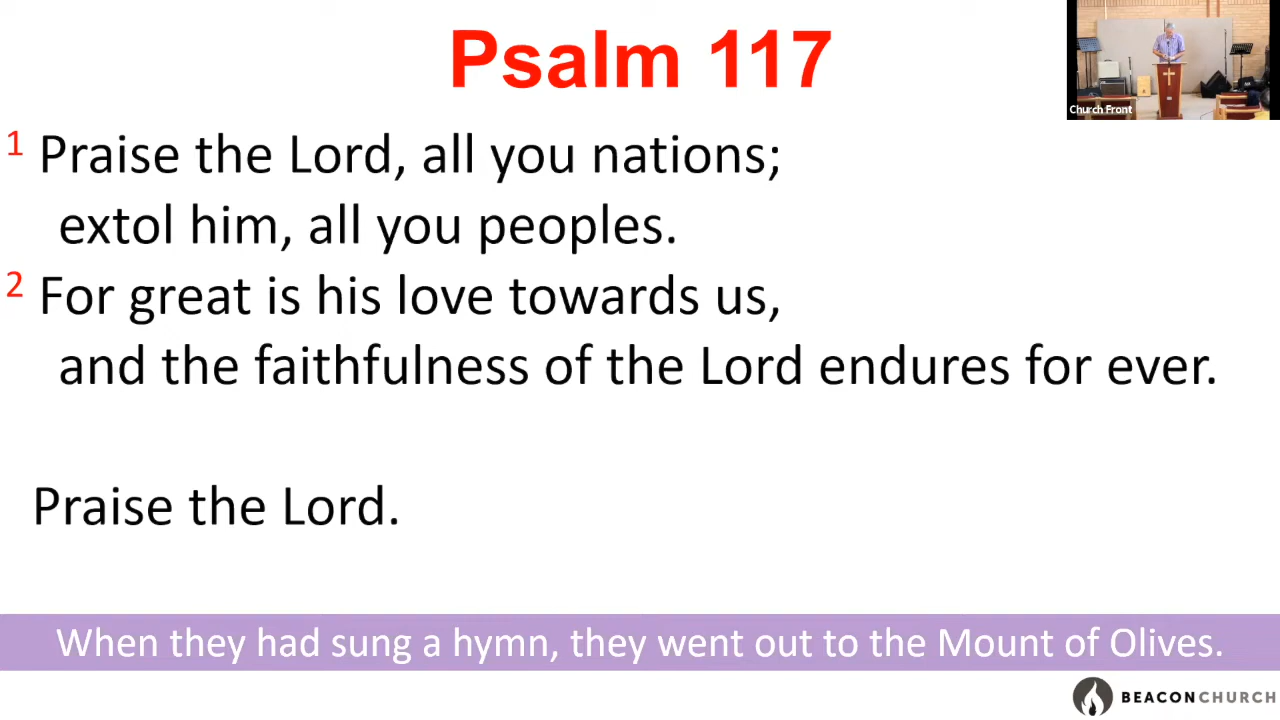 Psalm 117
Church Front
1 Praise the Lord, all you nations;
extol him, all you peoples.
2 For great is his love towards us,
and the faithfulness of the Lord endures for ever.
Praise the Lord.
When they had sung a hymn, they went out to the Mount of Olives.
BEACONCHURCH